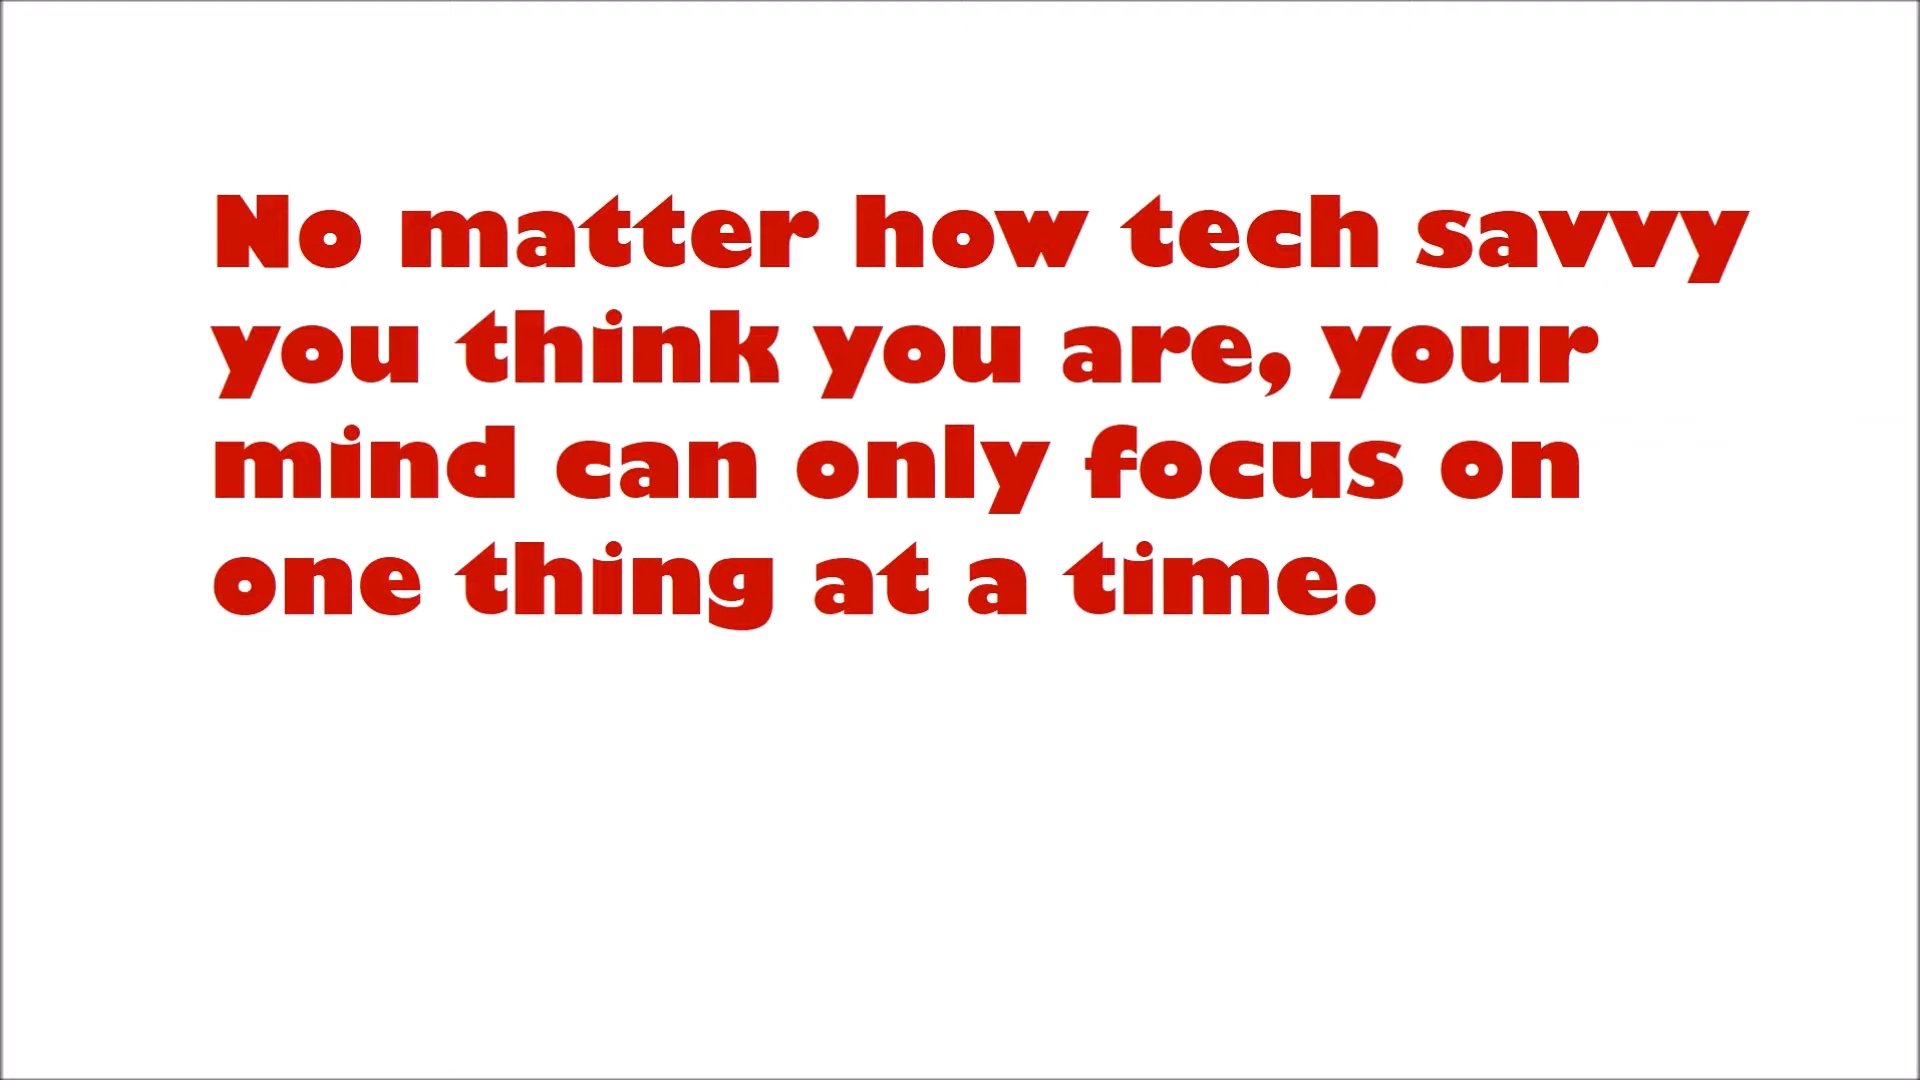 No matter how tech savvy
you think you are, your
mind can only focus on
one thing at a time.